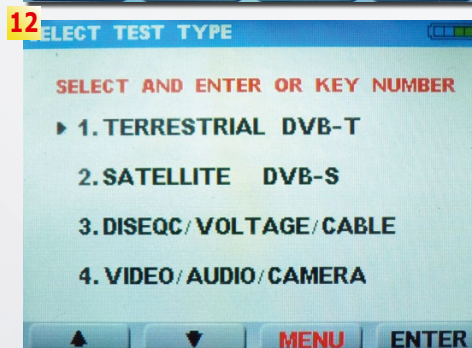 12
SELECT TEST TYPE
SELECT AND ENTER OR KEY NUMBER
1. TERRESTRIAL DVB-T
2. SATELLITE DVB-S
3. DISEQC/VOLTAGE/CABLE
4. VIDEO/AUDIO/CAMERA
MENU ENTER